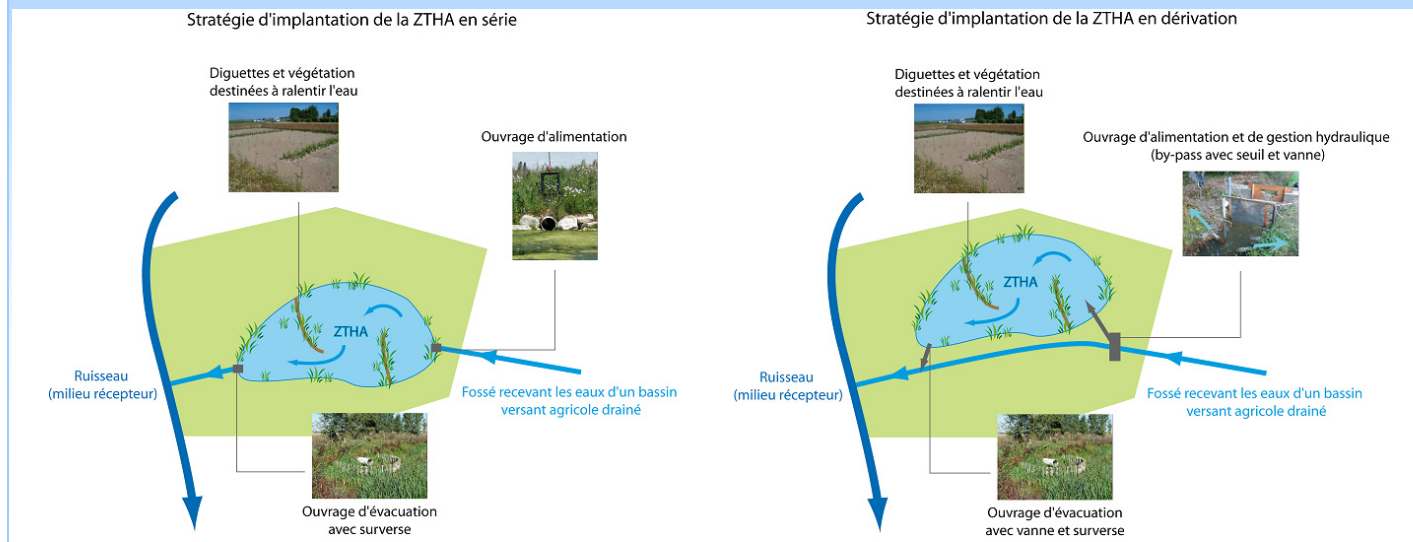 Stratégie d'implantation de la ZTHA en série
Diguettes et végétation
destinées à ralentir l'eau
Ouvrage d'alimentation
ZTHA
Ruisseau
(milieu récepteur)
Fossé recevant les eaux d'un bassin
versant agricole drainé
Ouvrage d'évacuation
avec surverse
Stratégie d'implantation de la ZTHA en dérivation
Diguettes et végétation
destinées à ralentir l'eau
Ouvrage d'alimentation et de gestion hydraulique
(by-pass avec seuil et vanne)
ZTHA
Ruisseau
(milieu récepteur)
Fossé recevant les eaux d'un bassin
versant agricole drainé
Ouvrage d'évacuation
avec vanne et surverse